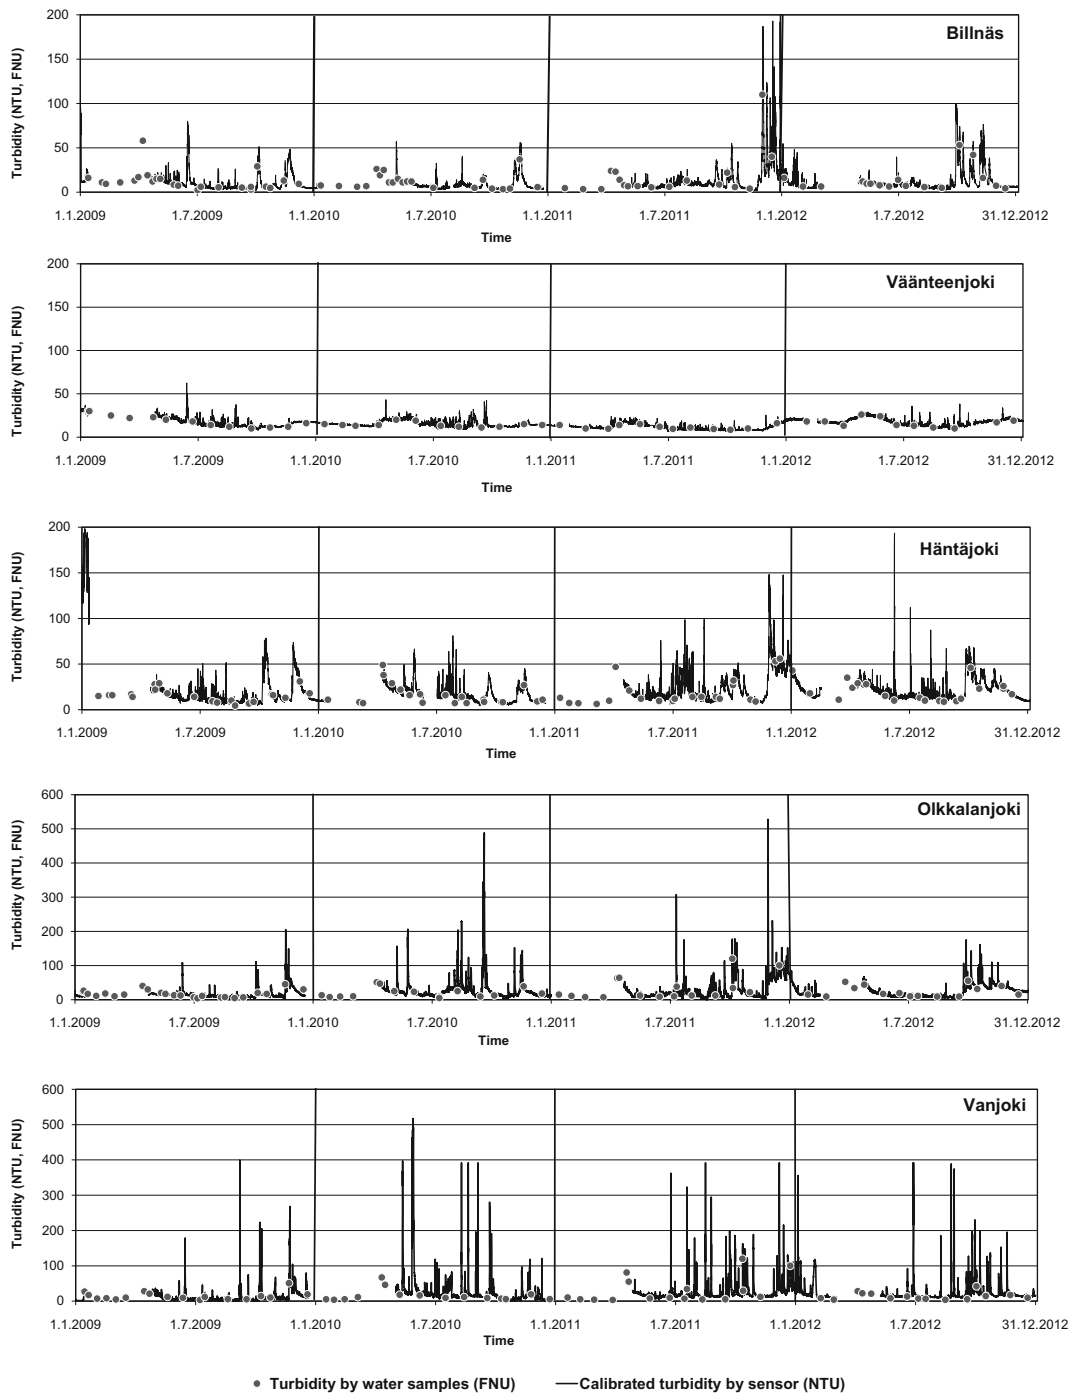 Billnäs
Turbidity (NTU, FNU)
200
150
100
50
0
1.1.2009 1.7.2009 1.1.2010 1.7.2010 1.1.2011 1.7.2011 1.1.2012 1.7.2012 31.12.2012
Time
Väänteenjoki
Turbidity (NTU, FNU)
200
150
100
50
0
1.1.2009 1.7.2009 1.1.2010 1.7.2010 1.1.2011 1.7.2011 1.1.2012 1.7.2012 31.12.2012
Time
Häntäjoki
Turbidity (NTU, FNU)
200
150
100
50
0
1.1.2009 1.7.2009 1.1.2010 1.7.2010 1.1.2011 1.7.2011 1.1.2012 1.7.2012 31.12.2012
Time
Olkkalanjoki
Turbidity (NTU, FNU)
600
500
400
300
200
100
0
1.1.2009 1.7.2009 1.1.2010 1.7.2010 1.1.2011 1.7.2011 1.1.2012 1.7.2012 31.12.2012
Time
Vanjoki
Turbidity (NTU, FNU)
600
500
400
300
200
100
0
1.1.2009 1.7.2009 1.1.2010 1.7.2010 1.1.2011 1.7.2011 1.1.2012 1.7.2012 31.12.2012
Time
Turbidity by water samples (FNU) Calibrated turbidity by sensor (NTU)